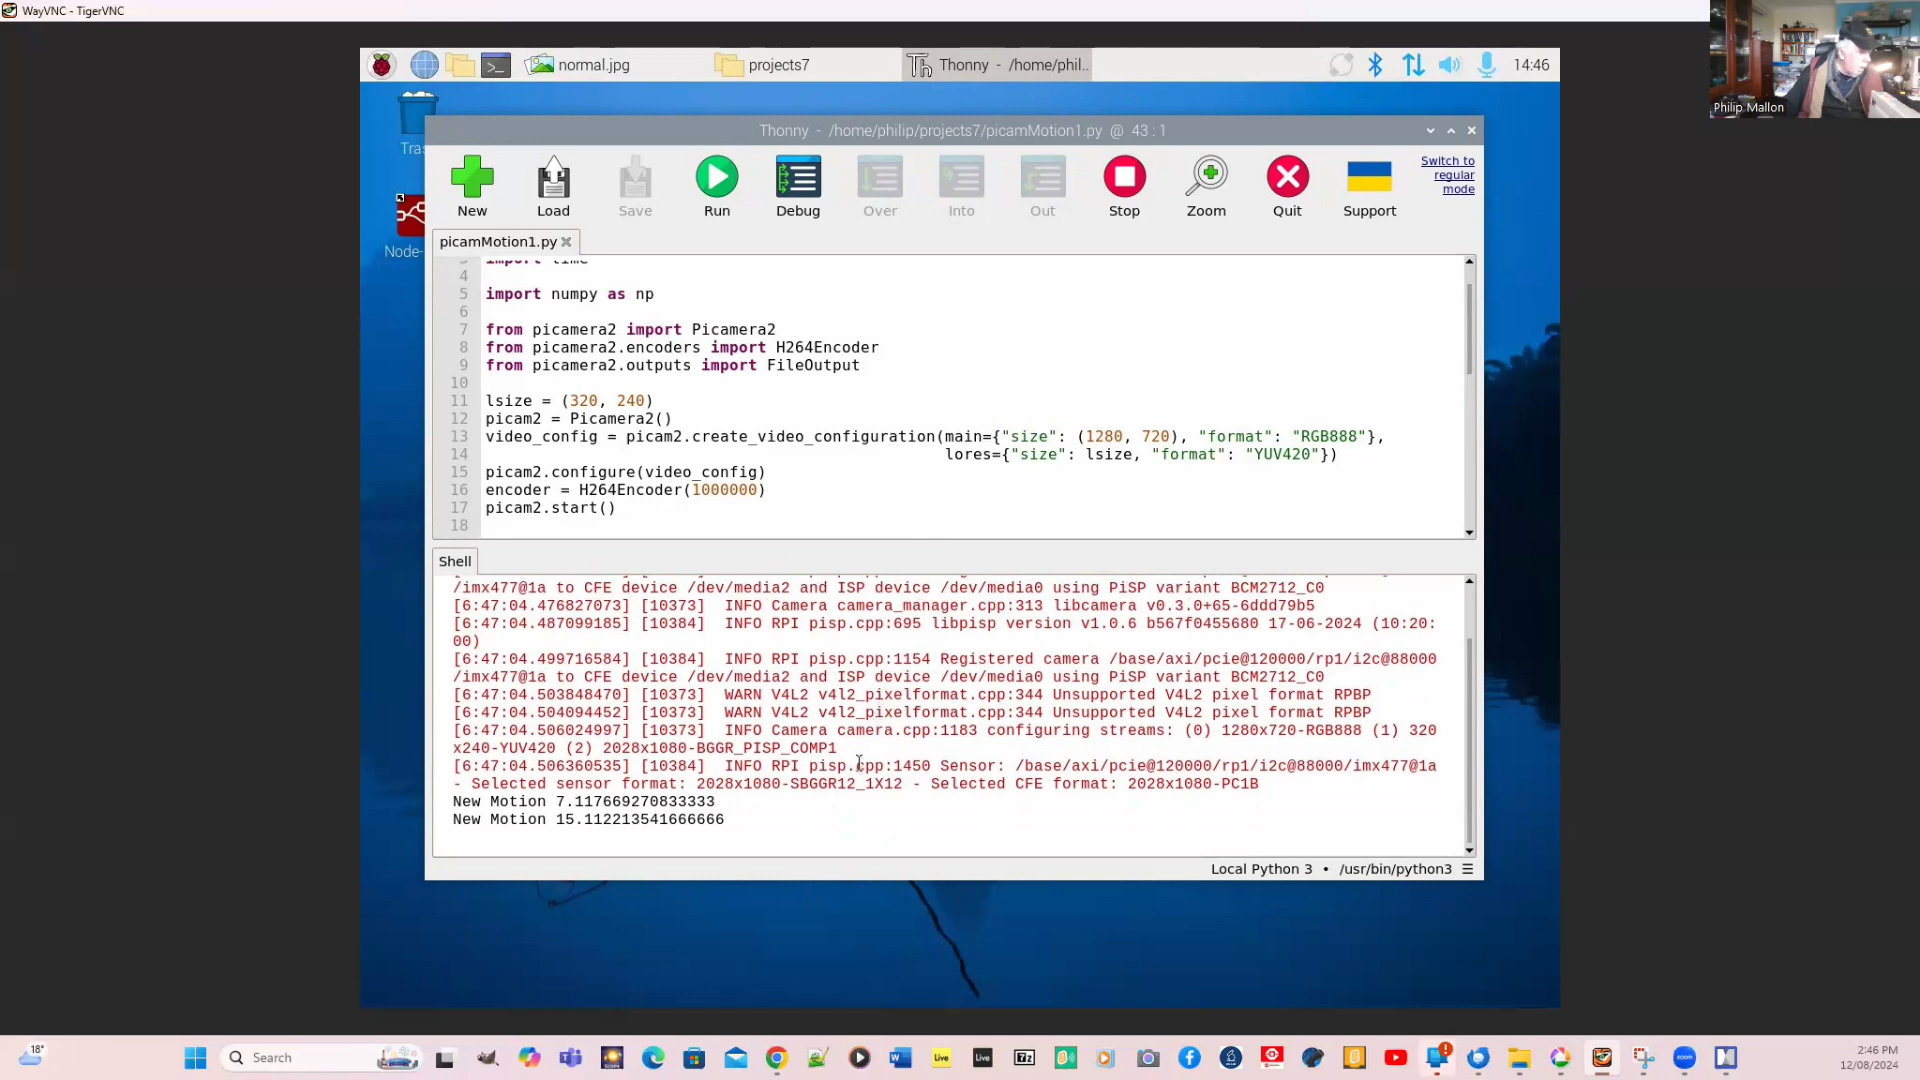 WayVNC - TigerVNC
Philip Mallon
normal.jpg
projects7
Thonny - /home/phil..
14:46
Thonny - /home/philip/projects7/picamMotion1.py @ 43 : 1
New
Load
Save
Run
Debug
Over
Into
Out
Stop
Zoom
Quit
Support
Switch to
regular
mode
picamMotion1.py
3 import time
4
5 import numpy as np
6
7 from picamera2 import Picamera2
8 from picamera2.encoders import H264Encoder
9 from picamera2.outputs import FileOutput
10
11 lsize = (320, 240)
12 picam2 = Picamera2()
13 video_config = picam2.create_video_configuration(main={"size": (1280, 720), "format": "RGB888"},
14 lores={"size": lsize, "format": "YUV420"})
15 picam2.configure(video_config)
16 encoder = H264Encoder(1000000)
17 picam2.start()
18
Shell
/imx477@1a to CFE device /dev/media2 and ISP device /dev/media0 using PiSP variant BCM2712_C0
[6:47:04.476827073] [10373] INFO Camera camera_manager.cpp:313 libcamera v0.3.0+65-6ddd79b5
[6:47:04.487099185] [10384] INFO RPI pisp.cpp:695 libpisp version v1.0.6 b567f0455680 17-06-2024 (10:20:
00)
[6:47:04.499716584] [10384] INFO RPI pisp.cpp:1154 Registered camera /base/axi/pcie@120000/rp1/i2c@88000
/imx477@1a to CFE device /dev/media2 and ISP device /dev/media0 using PiSP variant BCM2712_C0
[6:47:04.503848470] [10373] WARN V4L2 v4l2_pixelformat.cpp:344 Unsupported V4L2 pixel format RPBP
[6:47:04.504094452] [10373] WARN V4L2 v4l2_pixelformat.cpp:344 Unsupported V4L2 pixel format RPBP
[6:47:04.506024997] [10373] INFO Camera camera.cpp:1183 configuring streams: (0) 1280x720-RGB888 (1) 320
x240-YUV420 (2) 2028x1080-BGGR_PISP_COMP1
[6:47:04.506360535] [10384] INFO RPI pisp.cpp:1450 Sensor: /base/axi/pcie@120000/rp1/i2c@88000/imx477@1a
- Selected sensor format: 2028x1080-SBGGR12_1X12 - Selected CFE format: 2028x1080-PC1B
New Motion 7.117669270833333
New Motion 15.112213541666666
Local Python 3 • /usr/bin/python3
Tras
Node-
18°
Search
2:46 PM
12/08/2024